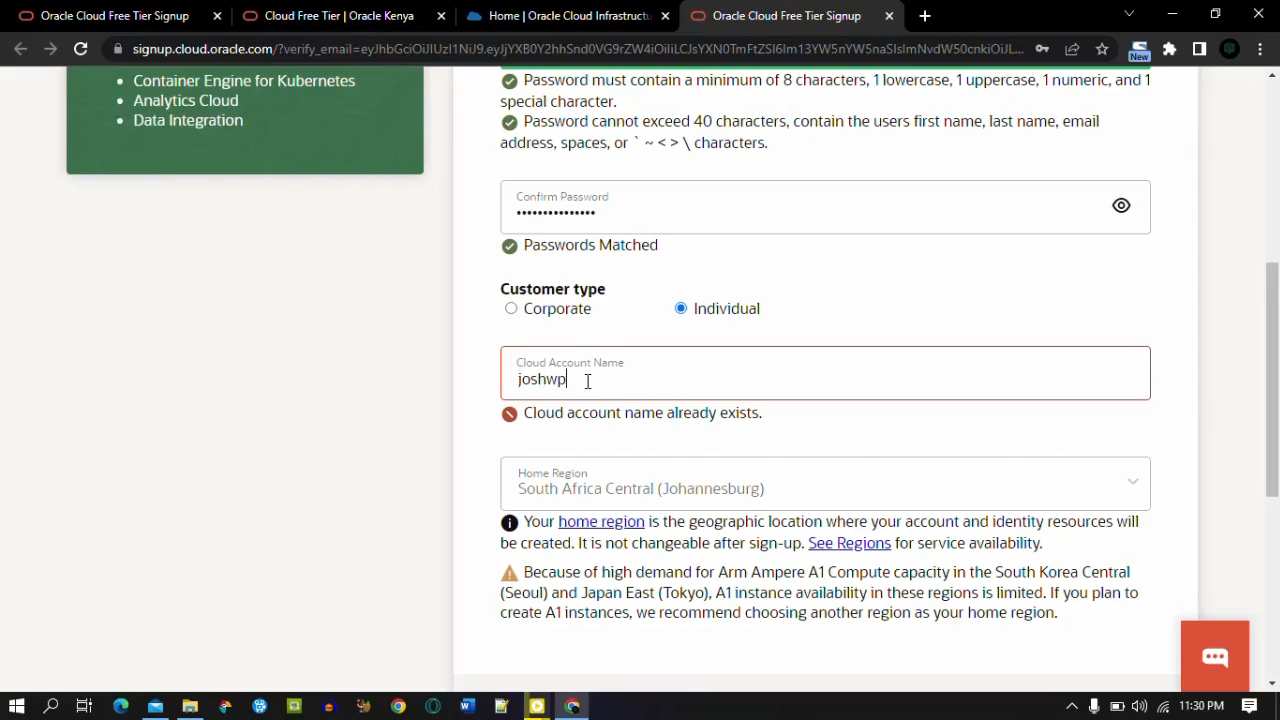 Oracle Cloud Free Tier Signup
Cloud Free Tier | Oracle Kenya
Home | Oracle Cloud Infrastructu
Oracle Cloud Free Tier Signup
New
• Container Engine for Kubernetes
• Analytics Cloud
• Data Integration
Password must contain a minimum of 8 characters, 1 lowercase, 1 uppercase, 1 numeric, and 1
special character.
Password cannot exceed 40 characters, contain the users first name, last name, email
address, spaces, or ` ~ < > \ characters.
Confirm Password
•••••••••••••••
Passwords Matched
Customer type
Corporate
Individual
Cloud Account Name
joshwp
Cloud account name already exists.
Home Region
South Africa Central (Johannesburg)
Your home region is the geographic location where your account and identity resources will
be created. It is not changeable after sign-up. See Regions for service availability.
Because of high demand for Arm Ampere A1 Compute capacity in the South Korea Central
(Seoul) and Japan East (Tokyo), A1 instance availability in these regions is limited. If you plan to
create A1 instances, we recommend choosing another region as your home region.
11:30 PM